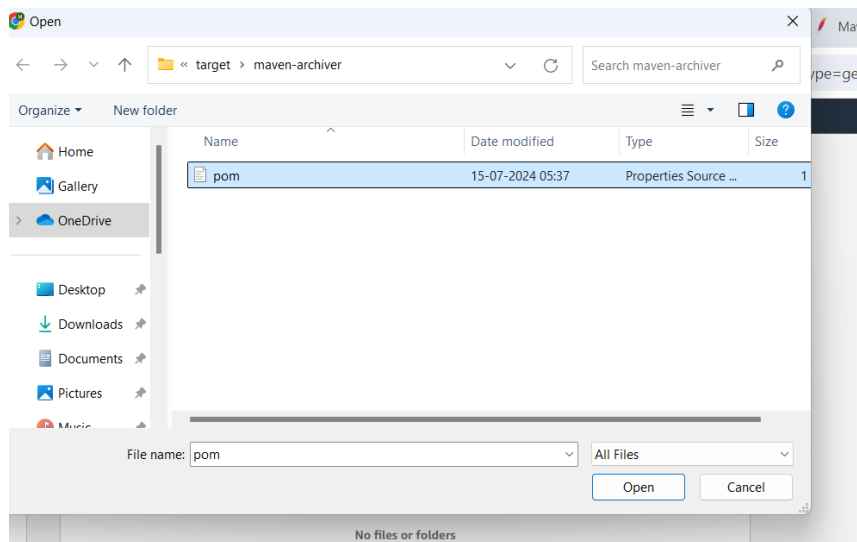 Open
Ma
« target > maven-archiver
Search maven-archiver
ype=ge
Organize
New folder
Name
Date modified
Type
Size
Home
pom
15-07-2024 05:37
Properties Source ...
1
Gallery
OneDrive
Desktop
Downloads
Documents
Pictures
Music
File name: pom
All Files
Open
Cancel
No files or folders